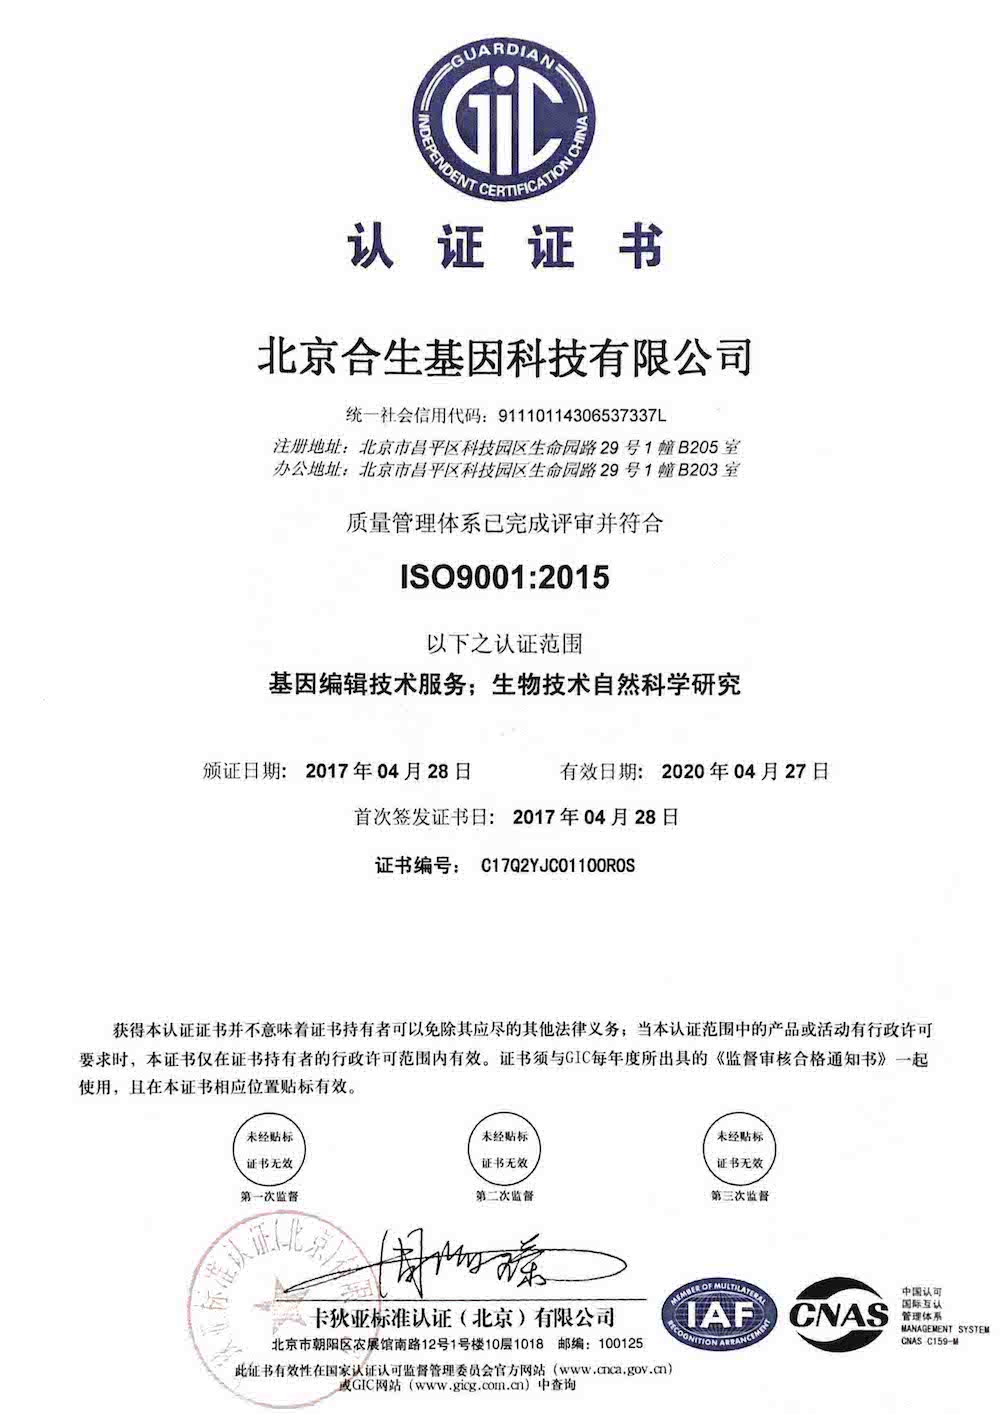 GUARDIAN
GIC
INDEPENDENT CERTIFICATION CHINA
认证证书
北京合生基因科技有限公司
统一社会信用代码：91110114306537337L
注册地址：北京市昌平区科技园区生命园路 29 号 1 幢 B205 室
办公地址：北京市昌平区科技园区生命园路 29 号 1 幢 B203 室
质量管理体系已完成评审并符合
ISO9001:2015
以下之认证范围
基因编辑技术服务；生物技术自然科学研究
颁证日期： 2017 年 04 月 28 日 有效日期： 2020 年 04 月 27 日
首次签发证书日： 2017 年 04 月 28 日
证书编号： C17Q2YJC01100R0S
获得本认证证书并不意味着证书持有者可以免除其应尽的其他法律义务；当本认证范围中的产品或活动有行政许可
要求时，本证书仅在证书持有者的行政许可范围内有效。证书须与GIC每年度所出具的《监督审核合格通知书》一起
使用，且在本证书相应位置贴标有效。
未经贴标 未经贴标 未经贴标
证书无效 证书无效 证书无效
第一次监督 第二次监督 第三次监督
卡狄亚标准认证（北京）有限公司
北京市朝阳区农展馆南路12号1号楼10层1018 邮编：100125
此证书有效性在国家认证认可监督管理委员会官方网站（www.cnca.gov.cn）
或GIC网站（www.gicg.com.cn）中查询
MEMBER OF MULTILATERAL
IAF
RECOGNITION ARRANGEMENT
CNAS
中国认可
国际互认
管理体系
MANAGEMENT SYSTEM
CNAS C159-M